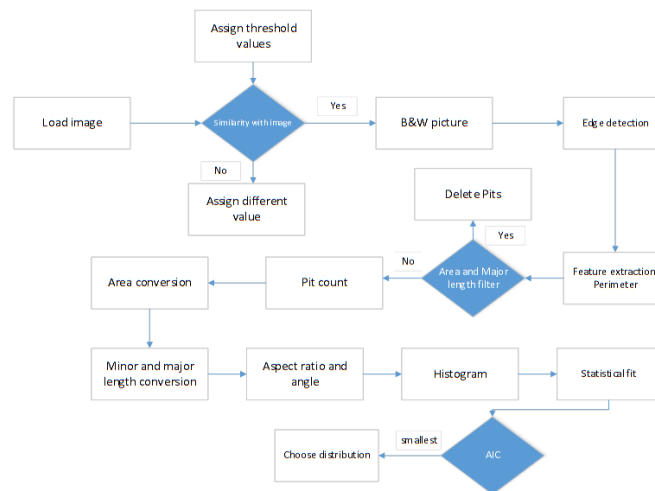 Assign threshold
values
Load image
Similarity with image
Yes
B&W picture
Edge detection
No
Assign different
value
Delete Pits
Yes
Area and Major
length filter
No
Feature extraction
Perimeter
Pit count
Area conversion
Minor and major
length conversion
Aspect ratio and
angle
Histogram
Statistical fit
AIC
smallest
Choose distribution